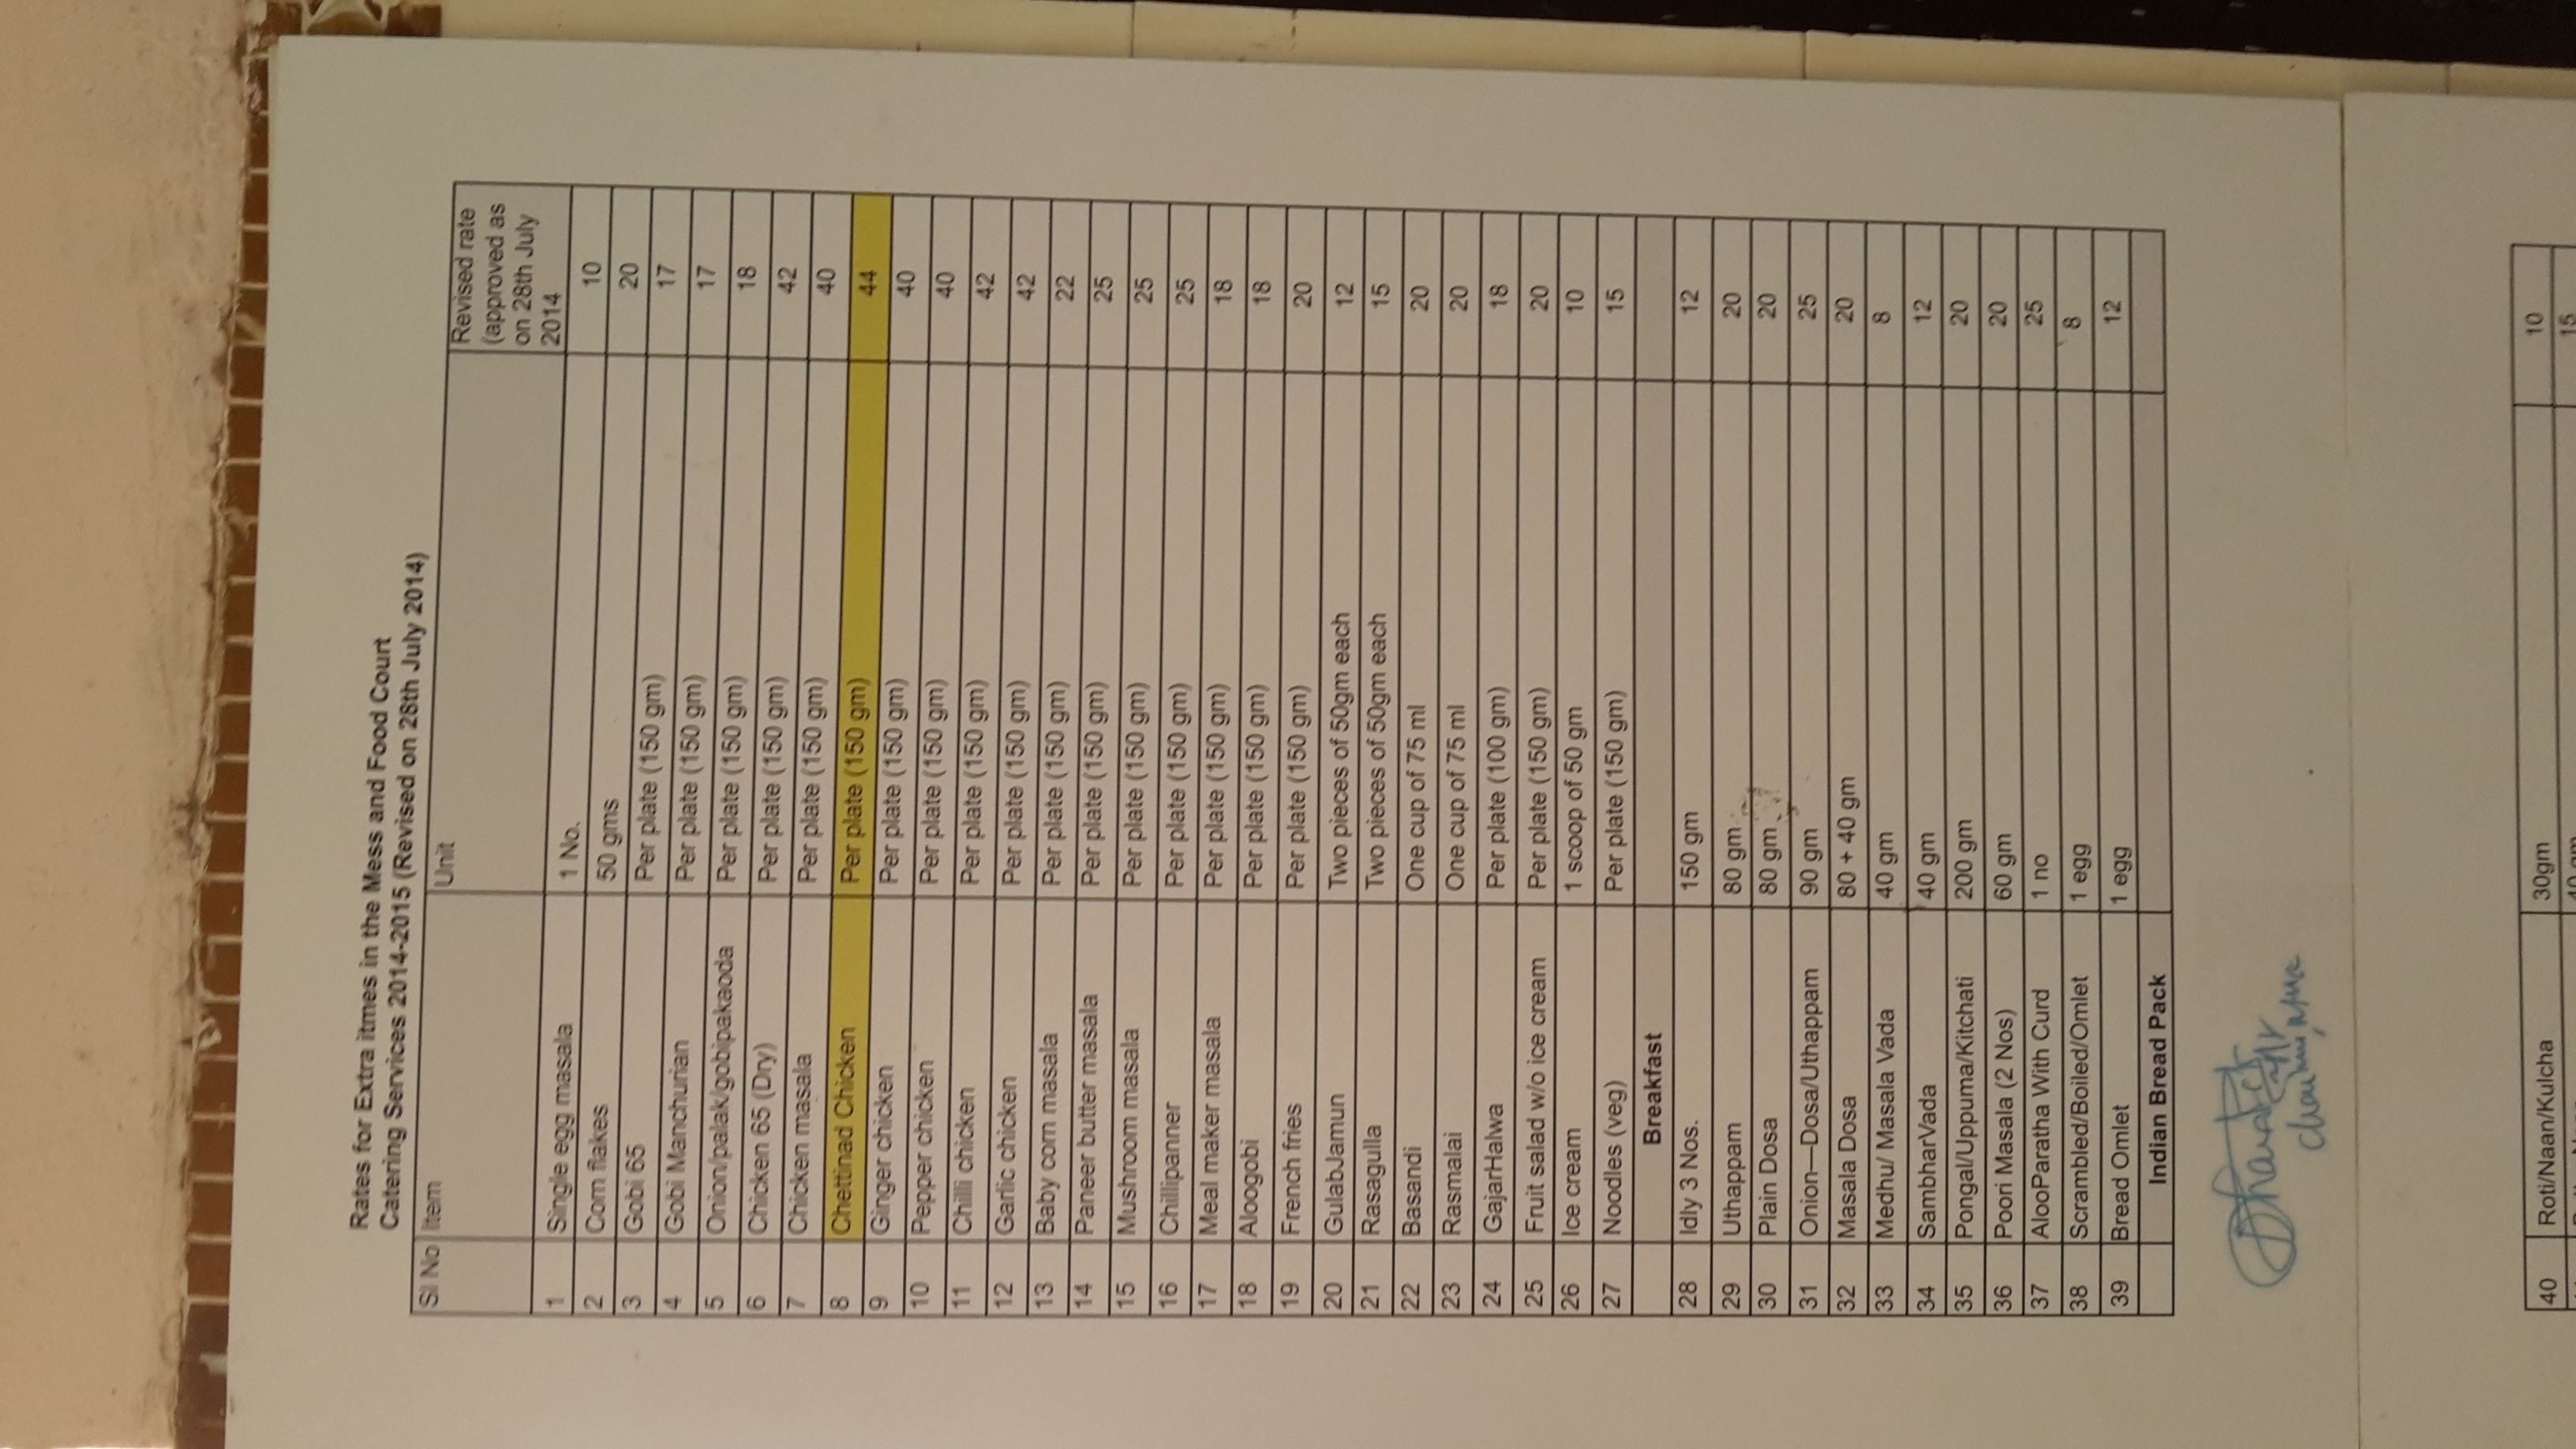 Rates for Extra itmes in the Mess and Food Court
Catering Services 2014-2015 (Revised on 28th July 2014)
Sl No Item Unit Revised rate
(approved as
on 28th July
2014
1 Single egg masala 1 No. 10
2 Corn flakes 50 gms 20
3 Gobi 65 Per plate (150 gm) 17
4 Gobi Manchurian Per plate (150 gm) 17
5 Onion/palak/gobipakaoda Per plate (150 gm) 18
6 Chicken 65 (Dry) Per plate (150 gm) 42
7 Chicken masala Per plate (150 gm) 40
8 Chettinad Chicken Per plate (150 gm) 44
9 Ginger chicken Per plate (150 gm) 40
10 Pepper chicken Per plate (150 gm) 40
11 Chilli chicken Per plate (150 gm) 42
12 Garlic chicken Per plate (150 gm) 42
13 Baby corn masala Per plate (150 gm) 22
14 Paneer butter masala Per plate (150 gm) 25
15 Mushroom masala Per plate (150 gm) 25
16 Chillipanner Per plate (150 gm) 25
17 Meal maker masala Per plate (150 gm) 18
18 Aloogobi Per plate (150 gm) 18
19 French fries Per plate (150 gm) 20
20 GulabJamun Two pieces of 50gm each 12
21 Rasagulla Two pieces of 50gm each 15
22 Basandi One cup of 75 ml 20
23 Rasmalai One cup of 75 ml 20
24 GajarHalwa Per plate (100 gm) 18
25 Fruit salad w/o ice cream Per plate (150 gm) 20
26 Ice cream 1 scoop of 50 gm 10
27 Noodles (veg) Per plate (150 gm) 15
Breakfast
28 Idly 3 Nos. 150 gm 12
29 Uthappam 80 gm 20
30 Plain Dosa 80 gm 20
31 Onion—Dosa/Uthappam 90 gm 25
32 Masala Dosa 80 + 40 gm 20
33 Medhu/ Masala Vada 40 gm 8
34 SambharVada 40 gm 12
35 Pongal/Uppuma/Kitchati 200 gm 20
36 Poori Masala (2 Nos) 60 gm 20
37 AlooParatha With Curd 1 no 25
38 Scrambled/Boiled/Omlet 1 egg 8
39 Bread Omlet 1 egg 12
Indian Bread Pack
40 Roti/Naan/Kulcha 30gm 10
15